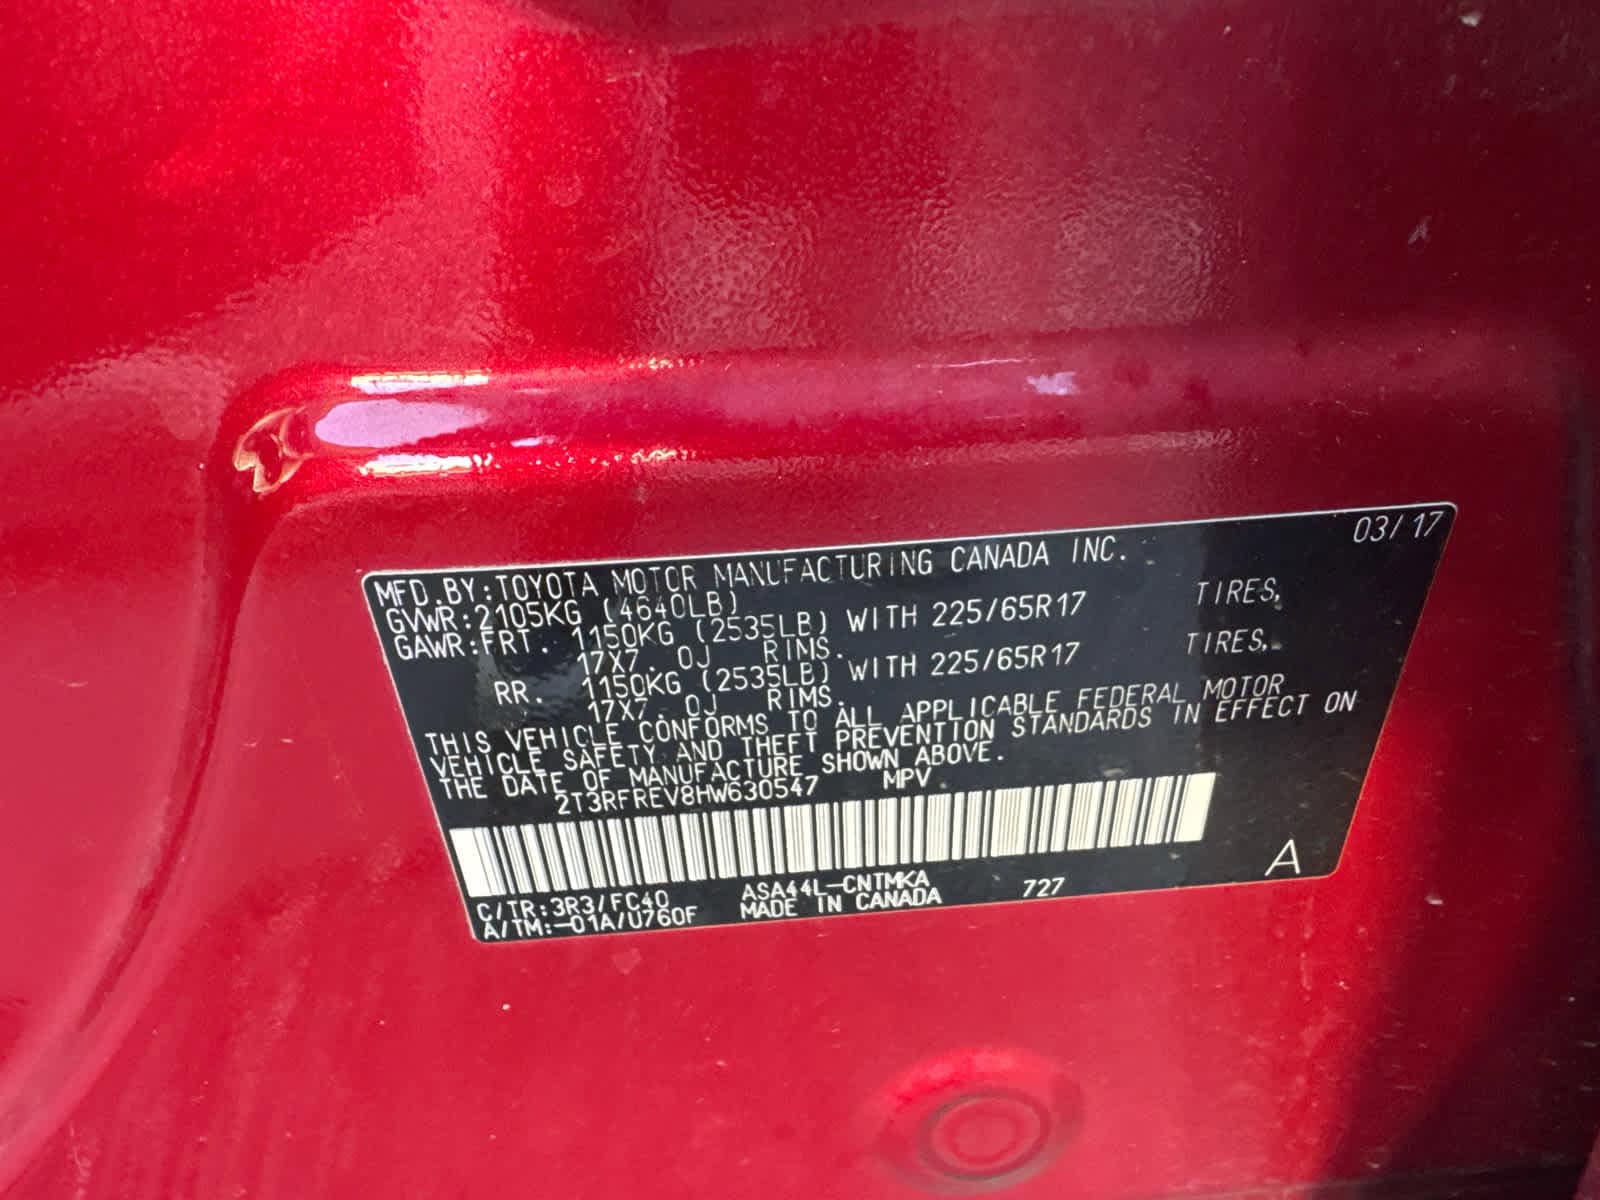 03/17
MFD.BY:TOYOTA MOTOR MANUFACTURING CANADA INC.
GVWR:2105KG (4640LB)
GAWR:FRT. 1150KG (2535LB) WITH 225/65R17 TIRES,
17X7.0J RIMS.
RR. 1150KG (2535LB) WITH 225/65R17 TIRES,
17X7.0J RIMS.
THIS VEHICLE CONFORMS TO ALL APPLICABLE FEDERAL MOTOR
VEHICLE SAFETY AND THEFT PREVENTION STANDARDS IN EFFECT ON
THE DATE OF MANUFACTURE SHOWN ABOVE.
2T3RFREV8HW630547 MPV
C/TR:3R3/FC40 ASA44L-CNTMKA 727 A
A/TM:-01A/U760F MADE IN CANADA